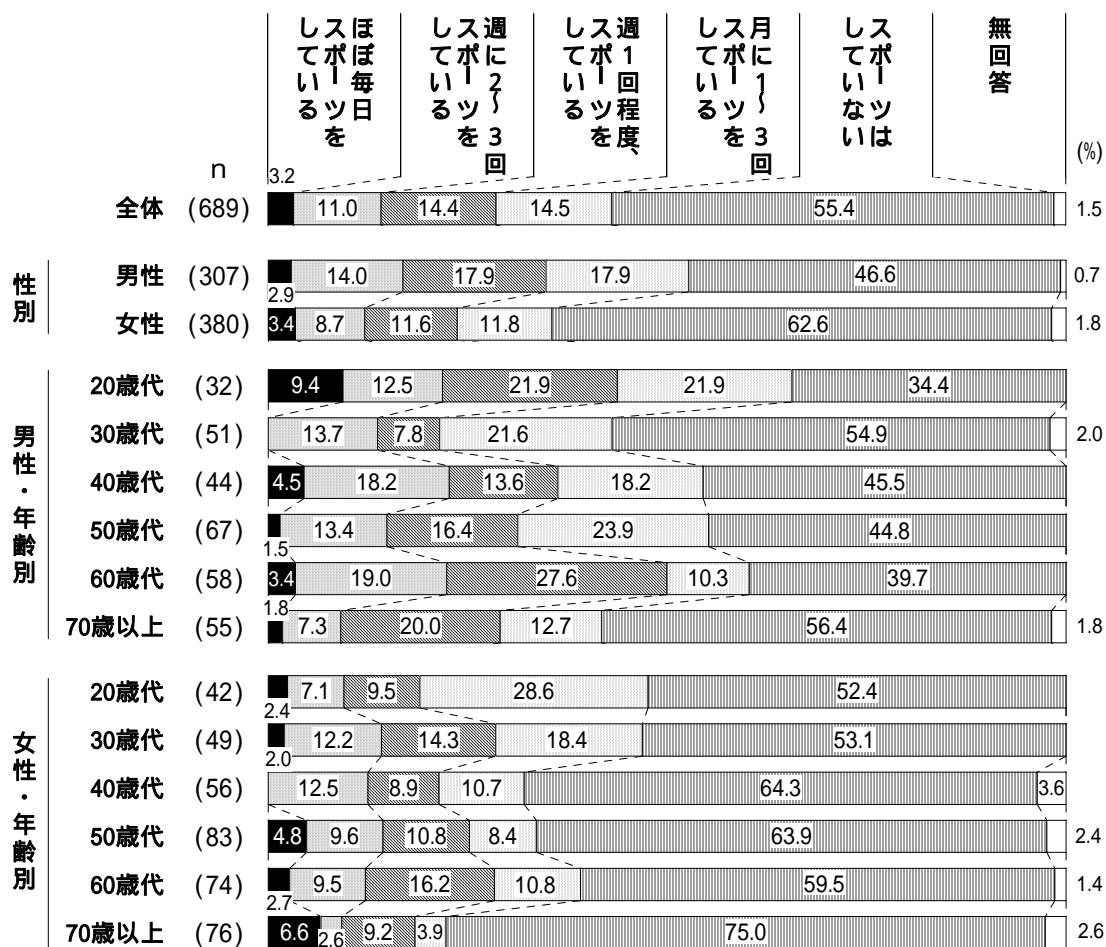 ほぼ毎日
スポーツを
している
週に2～3回
スポーツを
している
週1回程度、
スポーツを
している
月に1～3回
スポーツを
している
スポーツは
していない
無回答
n
(%)
3.2
全体 (689) 11.0 14.4 14.5 55.4 1.5
性別
男性 (307) 14.0 17.9 17.9 46.6 0.7
2.9
女性 (380) 3.4 8.7 11.6 11.8 62.6 1.8
男性・年齢別
20歳代 (32) 9.4 12.5 21.9 21.9 34.4
30歳代 (51) 13.7 7.8 21.6 54.9 2.0
40歳代 (44) 4.5 18.2 13.6 18.2 45.5
50歳代 (67) 13.4 16.4 23.9 44.8
1.5
60歳代 (58) 3.4 19.0 27.6 10.3 39.7
1.8
70歳以上 (55) 7.3 20.0 12.7 56.4 1.8
女性・年齢別
20歳代 (42) 7.1 9.5 28.6 52.4
2.4
30歳代 (49) 12.2 14.3 18.4 53.1
2.0
40歳代 (56) 12.5 8.9 10.7 64.3 3.6
50歳代 (83) 4.8 9.6 10.8 8.4 63.9 2.4
60歳代 (74) 9.5 16.2 10.8 59.5 1.4
2.7
70歳以上 (76) 6.6 2.6 9.2 3.9 75.0 2.6